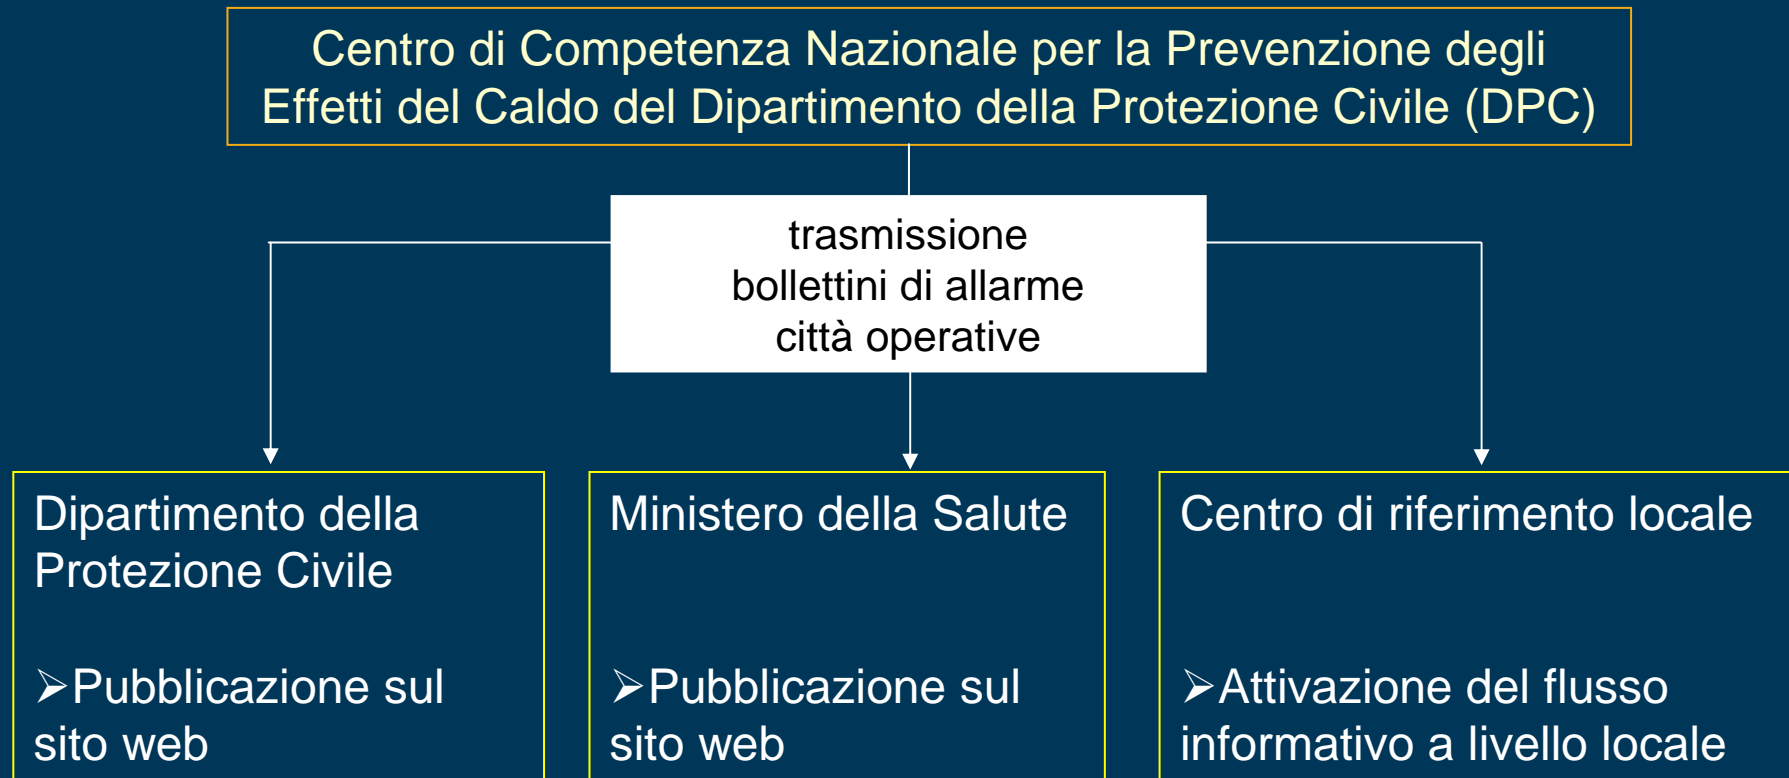 Centro di Competenza Nazionale per la Prevenzione degli
Effetti del Caldo del Dipartimento della Protezione Civile (DPC)
trasmissione
bollettini di allarme
città operative
Dipartimento della
Protezione Civile
➢Pubblicazione sul
sito web
Ministero della Salute
➢Pubblicazione sul
sito web
Centro di riferimento locale
➢Attivazione del flusso
informativo a livello locale